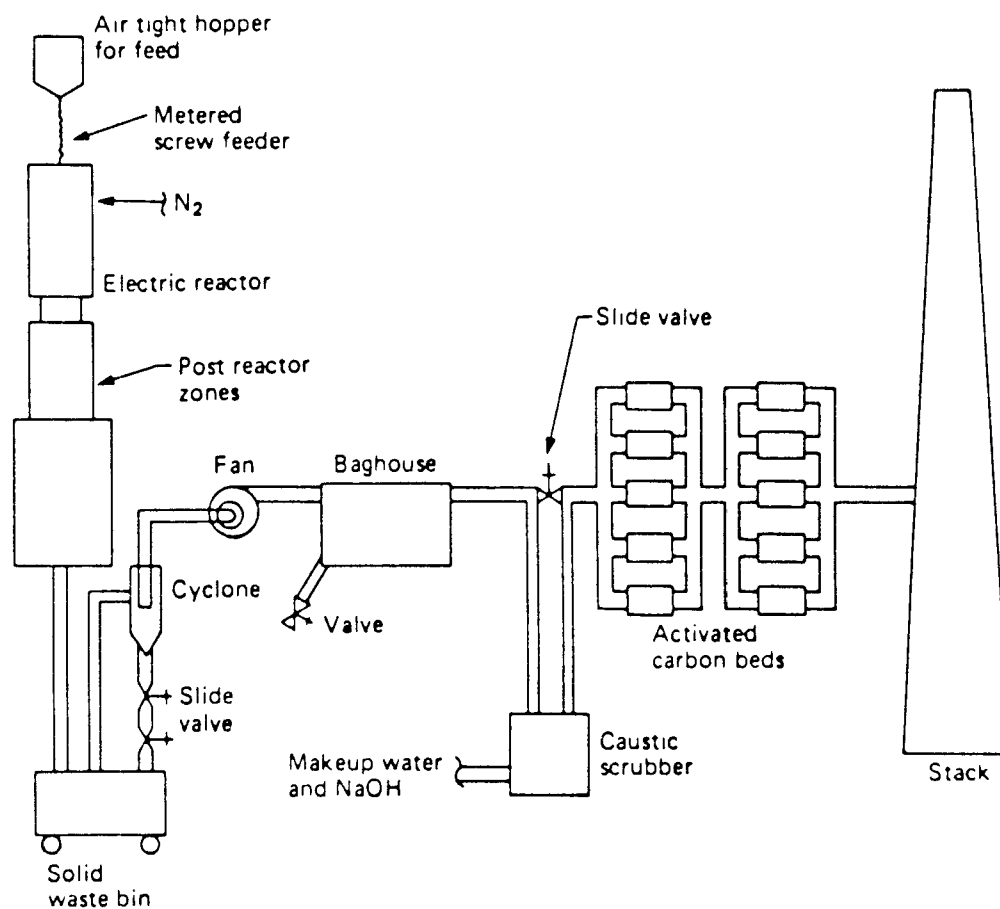 Air tight hopper
for feed
Metered
screw feeder
N2
Electric reactor
Slide valve
Post reactor
zones
Fan
Baghouse
Cyclone
Valve
Activated
carbon beds
Slide
valve
Caustic
scrubber
Makeup water
and NaOH
Stack
Solid
waste bin